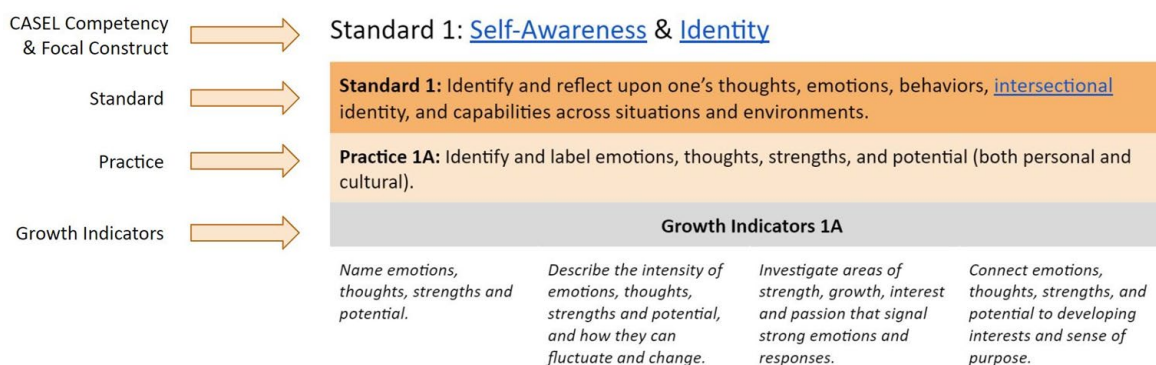 CASEL Competency
& Focal Construct
Standard 1: Self-Awareness & Identity
Standard
Standard 1: Identify and reflect upon one's thoughts, emotions, behaviors, intersectional
identity, and capabilities across situations and environments.
Practice
Practice 1A: Identify and label emotions, thoughts, strengths, and potential (both personal and
cultural).
Growth Indicators
Growth Indicators 1A
Name emotions,
thoughts, strengths and
potential.
Describe the intensity of
emotions, thoughts,
strengths and potential,
and how they can
fluctuate and change.
Investigate areas of
strength, growth, interest
and passion that signal
strong emotions and
responses.
Connect emotions,
thoughts, strengths, and
potential to developing
interests and sense of
purpose.